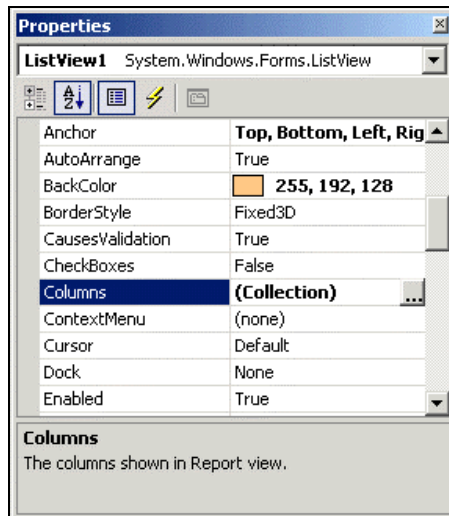 Properties
ListView1 System.Windows.Forms.ListView
A
Z
Anchor Top, Bottom, Left, Rig
AutoArrange True
BackColor 255, 192, 128
BorderStyle Fixed3D
CausesValidation True
CheckBoxes False
Columns (Collection) ...
ContextMenu (none)
Cursor Default
Dock None
Enabled True
Columns
The columns shown in Report view.